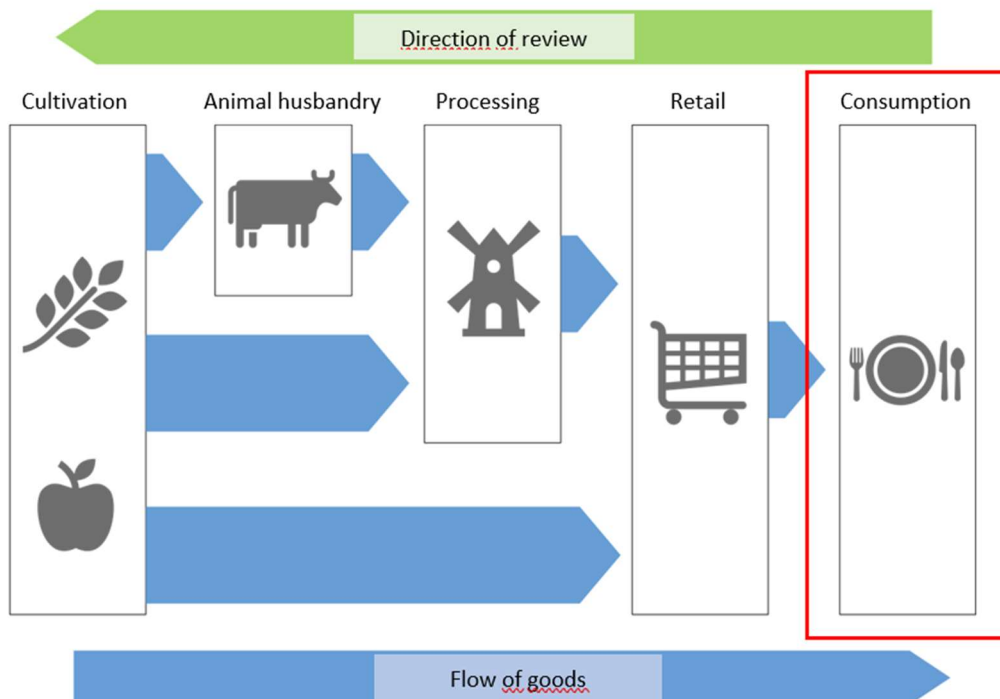 Direction of review
Cultivation
Animal husbandry
Processing
Retail
Consumption
Flow of goods